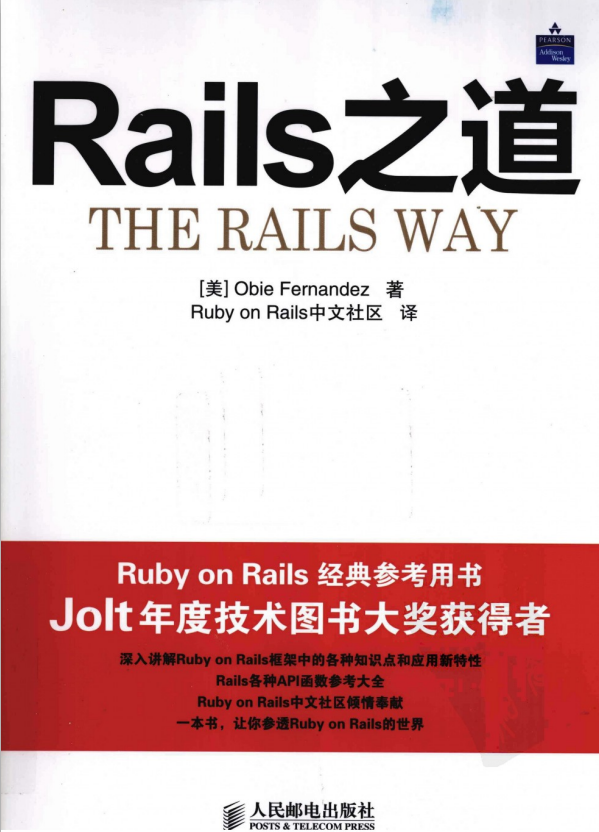 PEARSON
Addison
Wesley
Rails之道
THE RAILS WAY
[美] Obie Fernandez 著
Ruby on Rails中文社区 译
Ruby on Rails 经典参考用书
Jolt年度技术图书大奖获得者
深入讲解Ruby on Rails框架中的各种知识点和应用新特性
Rails各种API函数参考大全
Ruby on Rails中文社区倾情奉献
一本书，让你参透Ruby on Rails的世界
人民邮电出版社
POSTS & TELECOM PRESS